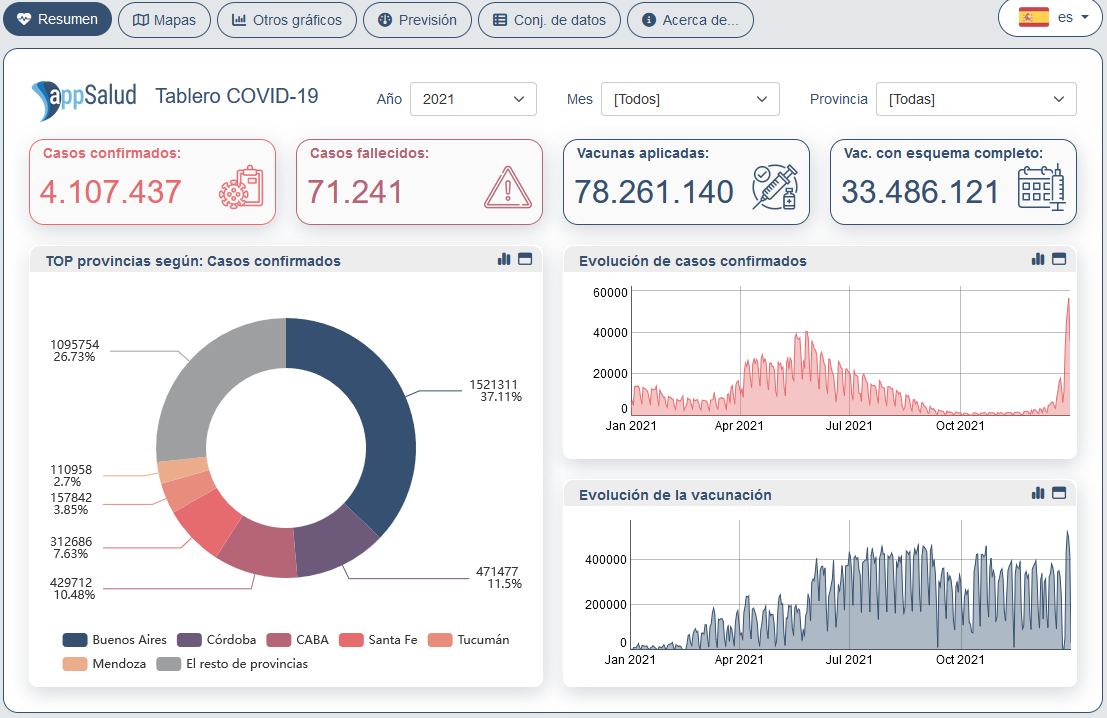 Resumen
Mapas
Otros gráficos
Previsión
Conj. de datos
Acerca de...
es
appSalud
Tablero COVID-19
Año
2021
Mes
[Todos]
Provincia
[Todas]
Casos confirmados:
4.107.437
Casos fallecidos:
71.241
Vacunas aplicadas:
78.261.140
Vac. con esquema completo:
33.486.121
TOP provincias según: Casos confirmados
1095754
26.73%
1521311
37.11%
110958
2.7%
157842
3.85%
312686
7.63%
429712
10.48%
471477
11.5%
Buenos Aires
Córdoba
CABA
Santa Fe
Tucumán
Mendoza
El resto de provincias
Evolución de casos confirmados
60000
40000
20000
0
Jan 2021
Apr 2021
Jul 2021
Oct 2021
Evolución de la vacunación
400000
200000
0
Jan 2021
Apr 2021
Jul 2021
Oct 2021